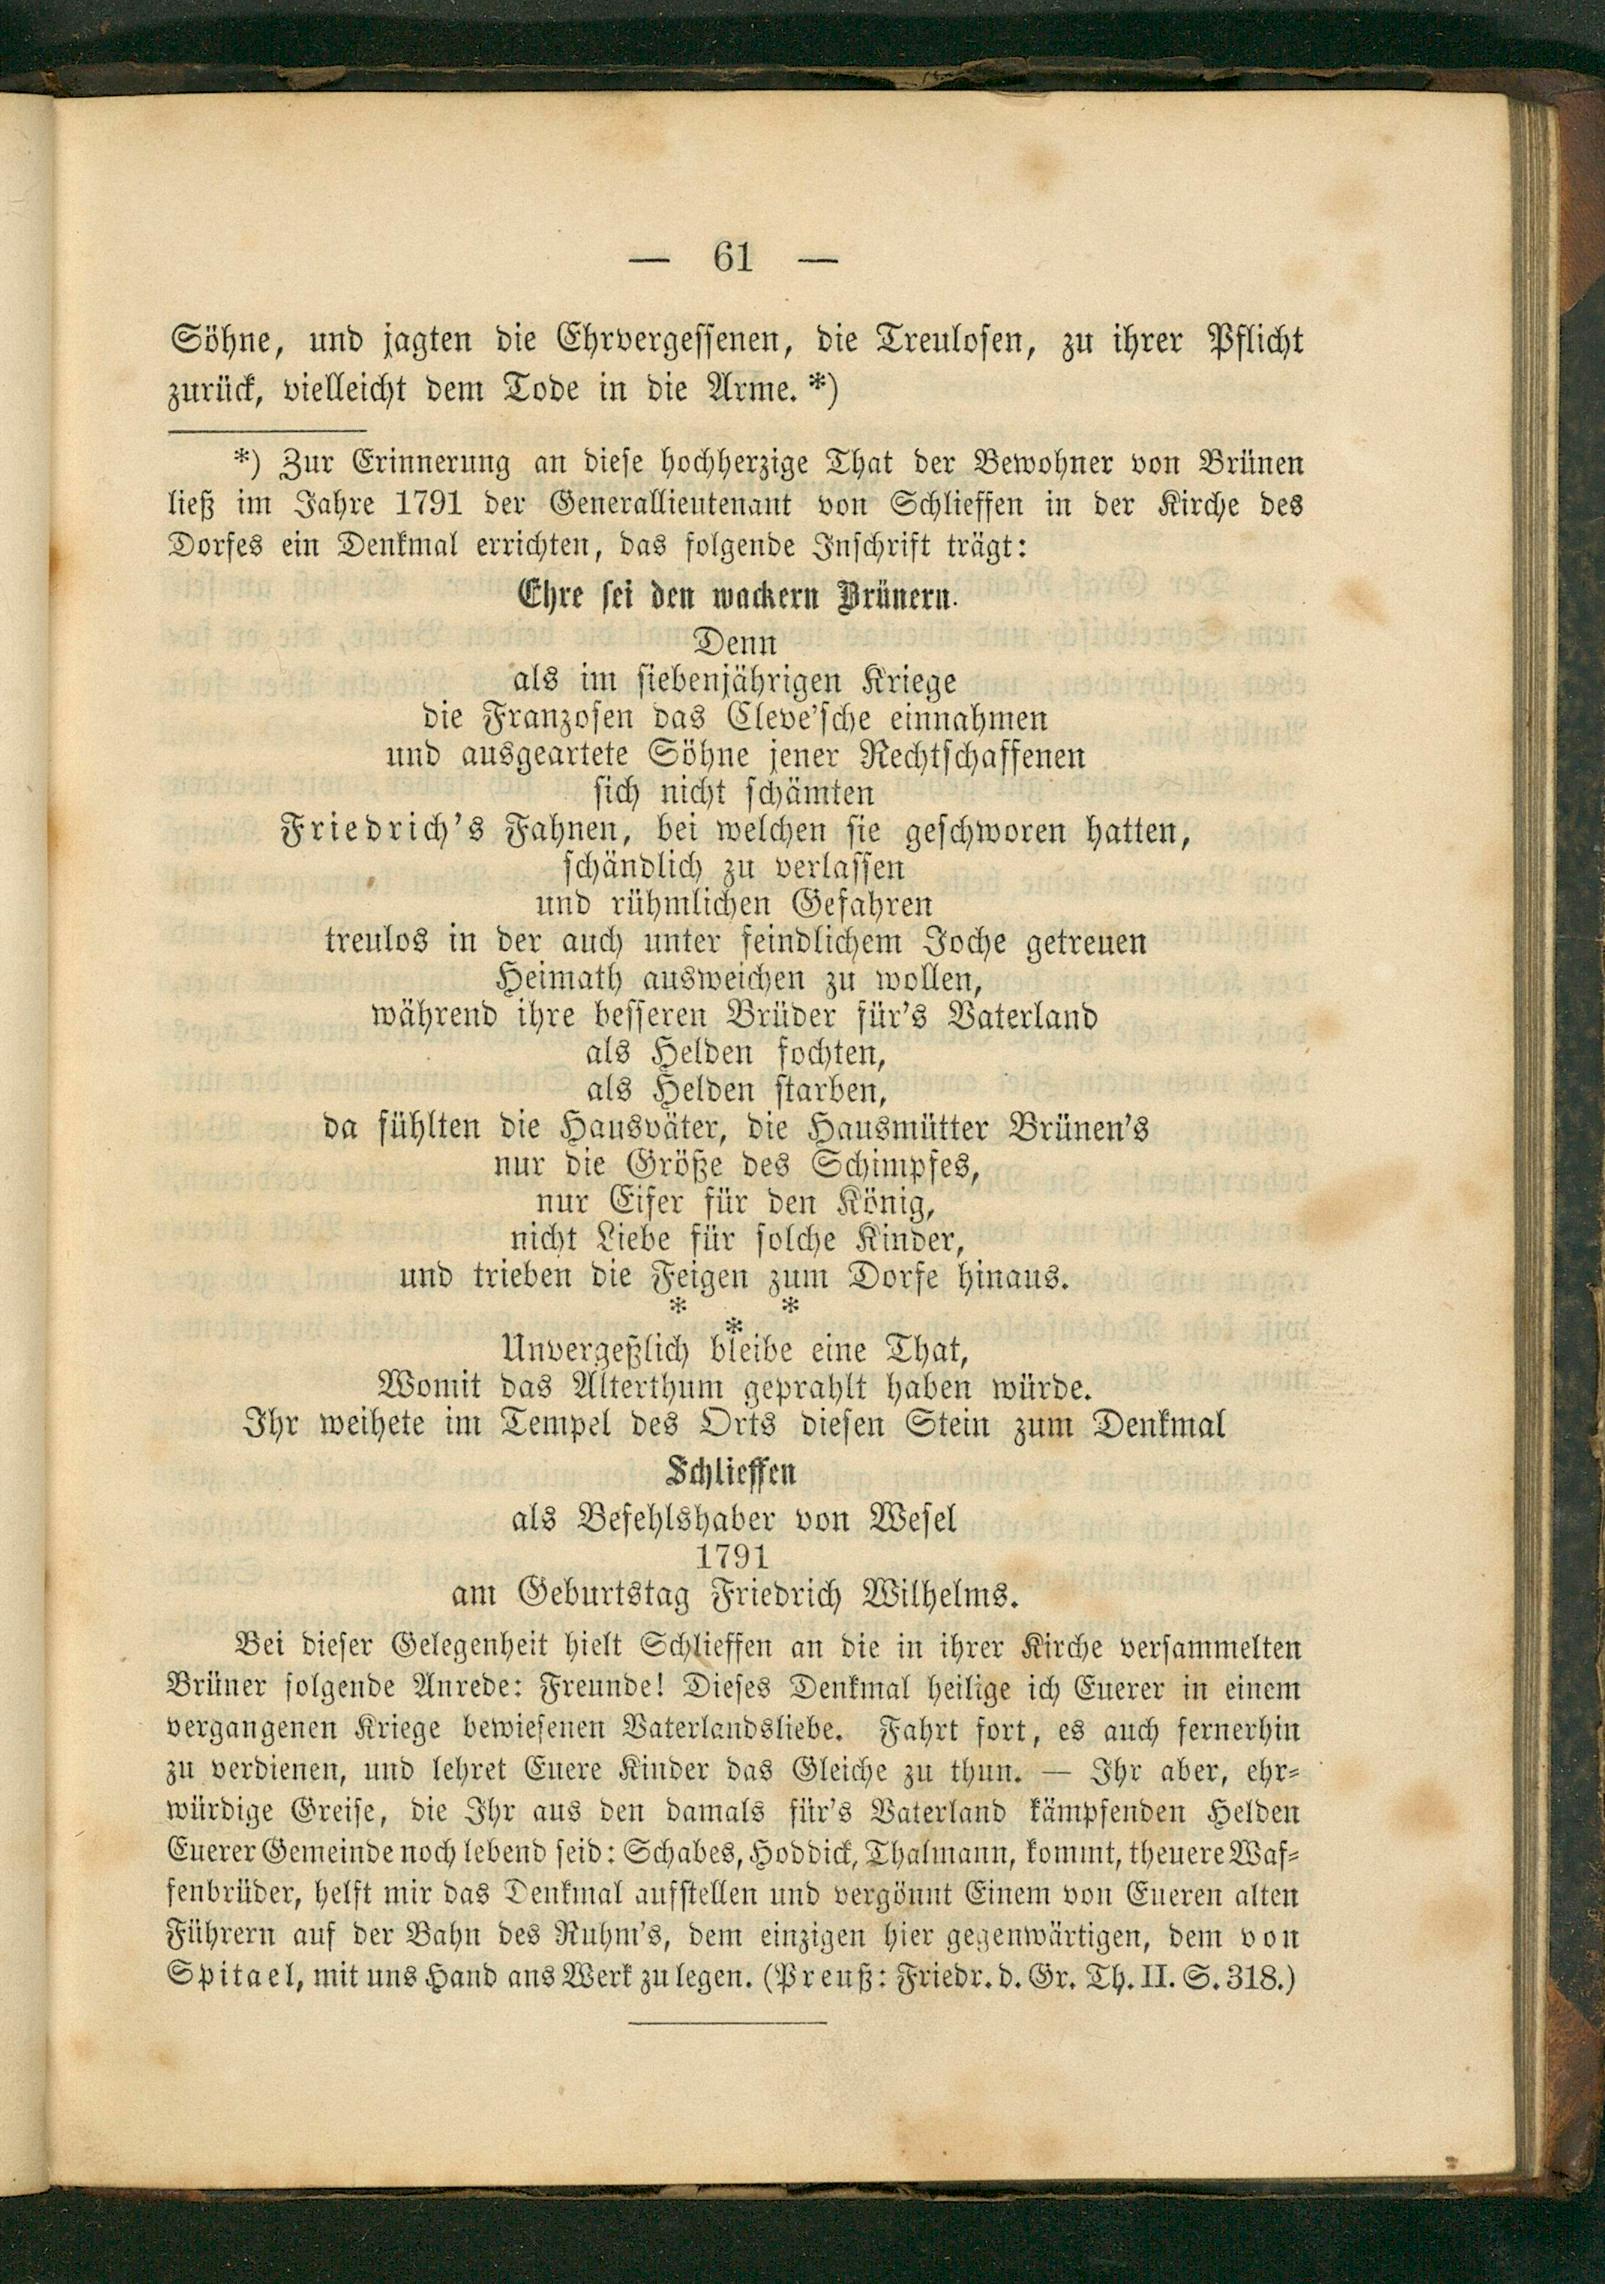 — 61 —
Söhne, und jagten die Ehrvergessenen, die Treulosen, zu ihrer Pflicht
zurück, vielleicht dem Tode in die Arme. *)
*) Zur Erinnerung an diese hochherzige That der Bewohner von Brünen
ließ im Jahre 1791 der Generallieutenant von Schlieffen in der Kirche des
Dorfes ein Denkmal errichten, das folgende Inschrift trägt:
Ehre sei den wackern Brünern.
Denn
als im siebenjährigen Kriege
die Franzosen das Cleve'sche einnahmen
und ausgeartete Söhne jener Rechtschaffenen
sich nicht schämten
Friedrich's Fahnen, bei welchen sie geschworen hatten,
schändlich zu verlassen
und rühmlichen Gefahren
treulos in der auch unter feindlichem Joche getreuen
Heimath ausweichen zu wollen,
während ihre besseren Brüder für's Vaterland
als Helden fochten,
als Helden starben,
da fühlten die Hausväter, die Hausmütter Brünen's
nur die Größe des Schimpfes,
nur Eifer für den König,
nicht Liebe für solche Kinder,
und trieben die Feigen zum Dorfe hinaus.
* *
*
Unvergeßlich bleibe eine That,
Womit das Alterthum geprahlt haben würde.
Ihr weihete im Tempel des Orts diesen Stein zum Denkmal
Schlieffen
als Befehlshaber von Wesel
1791
am Geburtstag Friedrich Wilhelms.
Bei dieser Gelegenheit hielt Schlieffen an die in ihrer Kirche versammelten
Brüner folgende Anrede: Freunde! Dieses Denkmal heilige ich Euerer in einem
vergangenen Kriege bewiesenen Vaterlandsliebe. Fahrt fort, es auch fernerhin
zu verdienen, und lehret Euere Kinder das Gleiche zu thun. — Ihr aber, ehr-
würdige Greise, die Ihr aus den damals für's Vaterland kämpfenden Helden
Euerer Gemeinde noch lebend seid: Schabes, Hoddick, Thalmann, kommt, theuere Waf-
fenbrüder, helft mir das Denkmal aufstellen und vergönnt Einem von Eueren alten
Führern auf der Bahn des Ruhm's, dem einzigen hier gegenwärtigen, dem von
Spitael, mit uns Hand ans Werk zu legen. (Preuß: Friedr. d. Gr. Th. II. S. 318.)